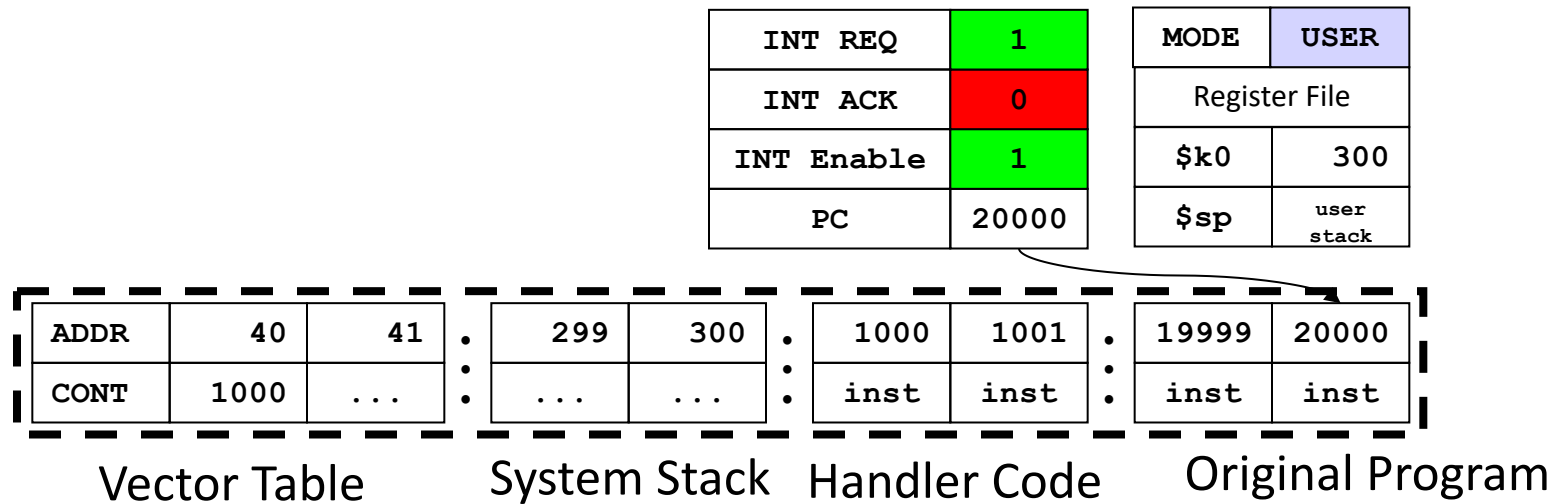 INT REQ 1
INT ACK 0
INT Enable 1
PC 20000
MODE USER
Register File
$k0 300
$sp user stack
ADDR 40 41 : 299 300 : 1000 1001 : 19999 20000
CONT 1000 ... : ... ... : inst inst : inst inst
Vector Table System Stack Handler Code Original Program